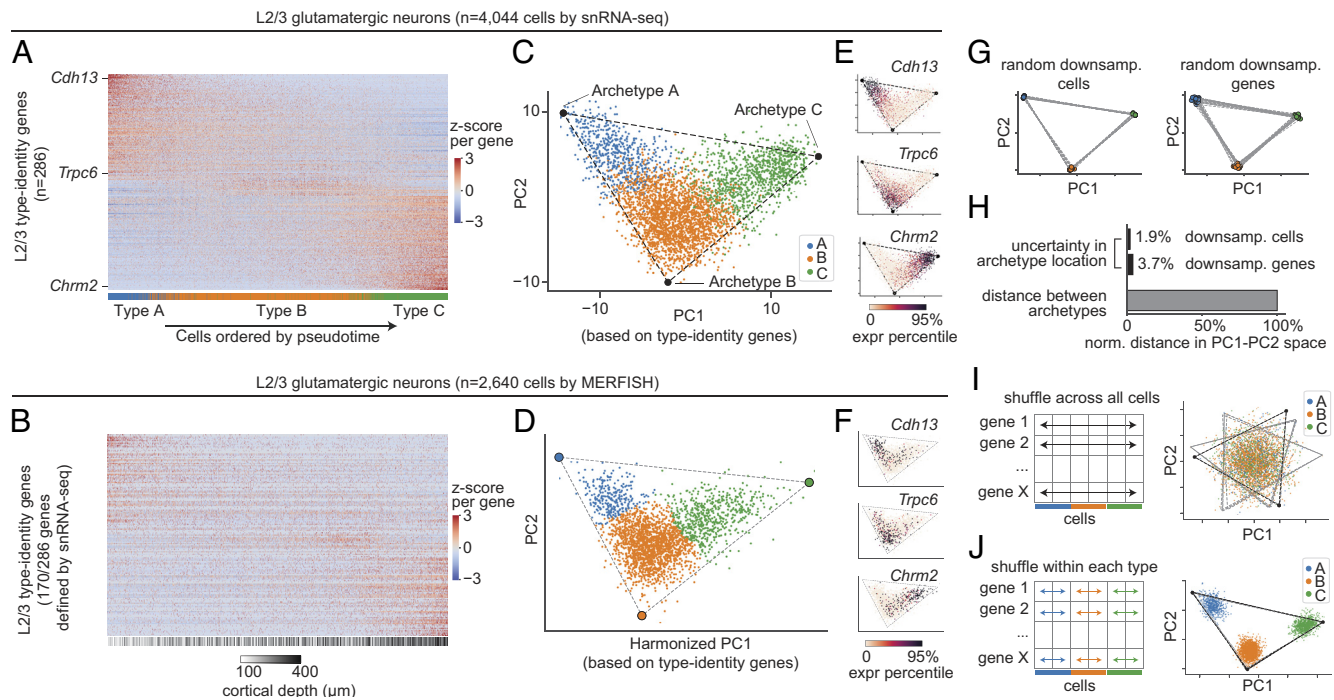 L2/3 glutamatergic neurons (n=4,044 cells by snRNA-seq)
A
L2/3 type-identity genes
(n=286)
Cdh13
Trpc6
Chrm2
z-score
per gene
3
0
−3
Type A
Type B
Type C
Cells ordered by pseudotime
C
PC2
10
−10
Archetype A
Archetype C
Archetype B
A
B
C
−10
10
PC1
(based on type-identity genes)
E
Cdh13
Trpc6
Chrm2
0
95%
expr percentile
G
random downsamp.
cells
random downsamp.
genes
PC2
PC1
PC1
H
uncertainty in
archetype location
1.9% downsamp. cells
3.7% downsamp. genes
distance between
archetypes
0
50%
100%
norm. distance in PC1-PC2 space
L2/3 glutamatergic neurons (n=2,640 cells by MERFISH)
B
L2/3 type-identity genes
(170/286 genes
defined by snRNA-seq)
z-score
per gene
3
0
−3
100
400
cortical depth (μm)
D
PC2
A
B
C
Harmonized PC1
(based on type-identity genes)
F
Cdh13
Trpc6
Chrm2
0
95%
expr percentile
I
shuffle across all cells
gene 1
gene 2
...
gene X
cells
A
B
C
PC2
PC1
J
shuffle within each type
gene 1
gene 2
...
gene X
cells
A
B
C
PC2
PC1